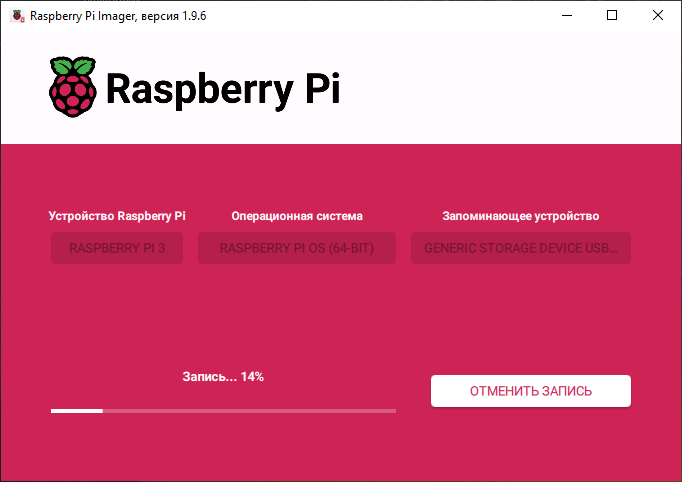 Raspberry Pi Imager, версия 1.9.6
Raspberry Pi
Устройство Raspberry Pi
Операционная система
Запоминающее устройство
RASPBERRY PI 3
RASPBERRY PI OS (64-BIT)
GENERIC STORAGE DEVICE USB...
Запись... 14%
ОТМЕНИТЬ ЗАПИСЬ